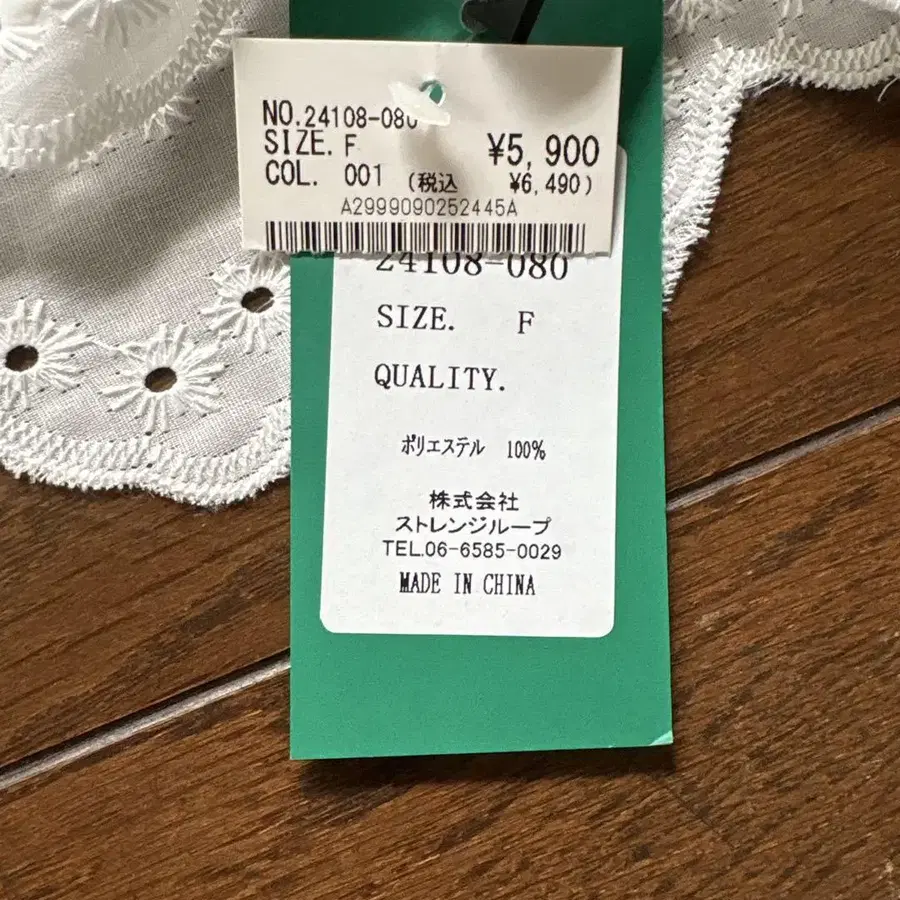 NO.24108-080
SIZE. F
¥5,900
COL. 001 (税込 ¥6,490)
A2999090252445A
24108-080
SIZE. F
QUALITY.
ポリエステル 100%
株式会社
ストレンジループ
TEL.06-6585-0029
MADE IN CHINA